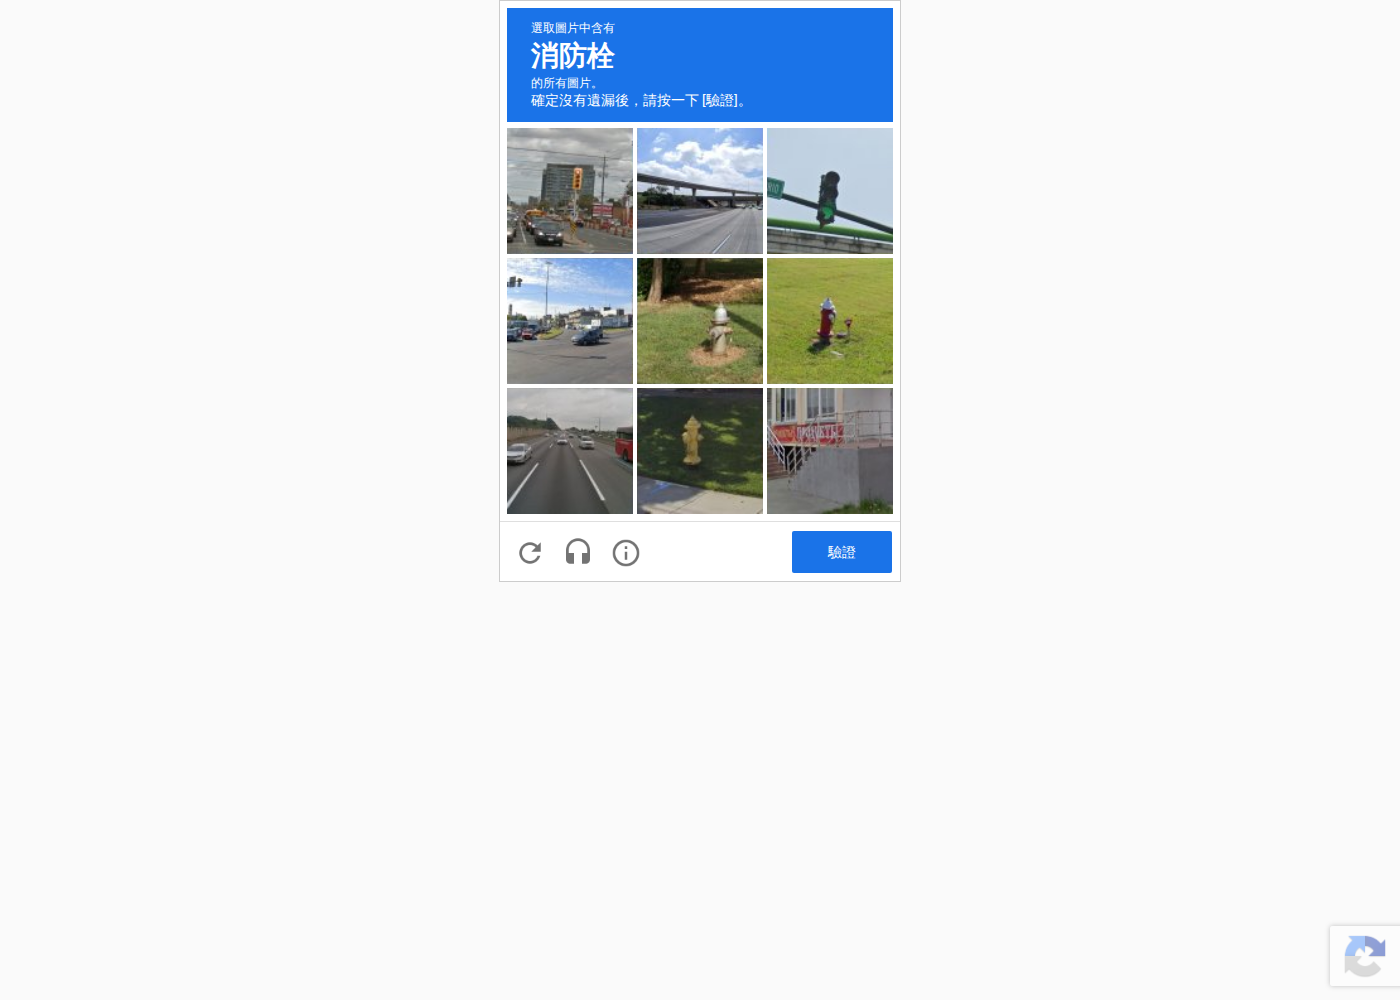 選取圖片中含有
消防栓
的所有圖片。
確定沒有遺漏後，請按一下 [驗證]。
驗證